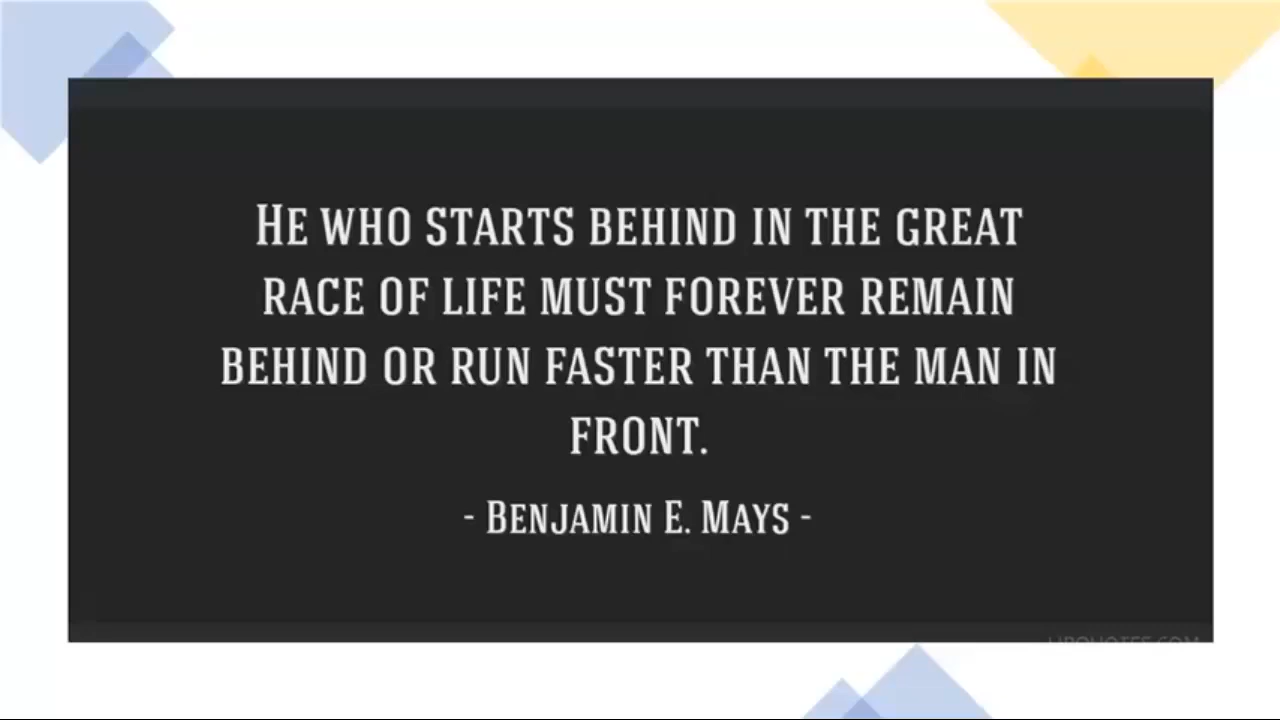 He who starts behind in the great
race of life must forever remain
behind or run faster than the man in
front.
- Benjamin E. Mays -